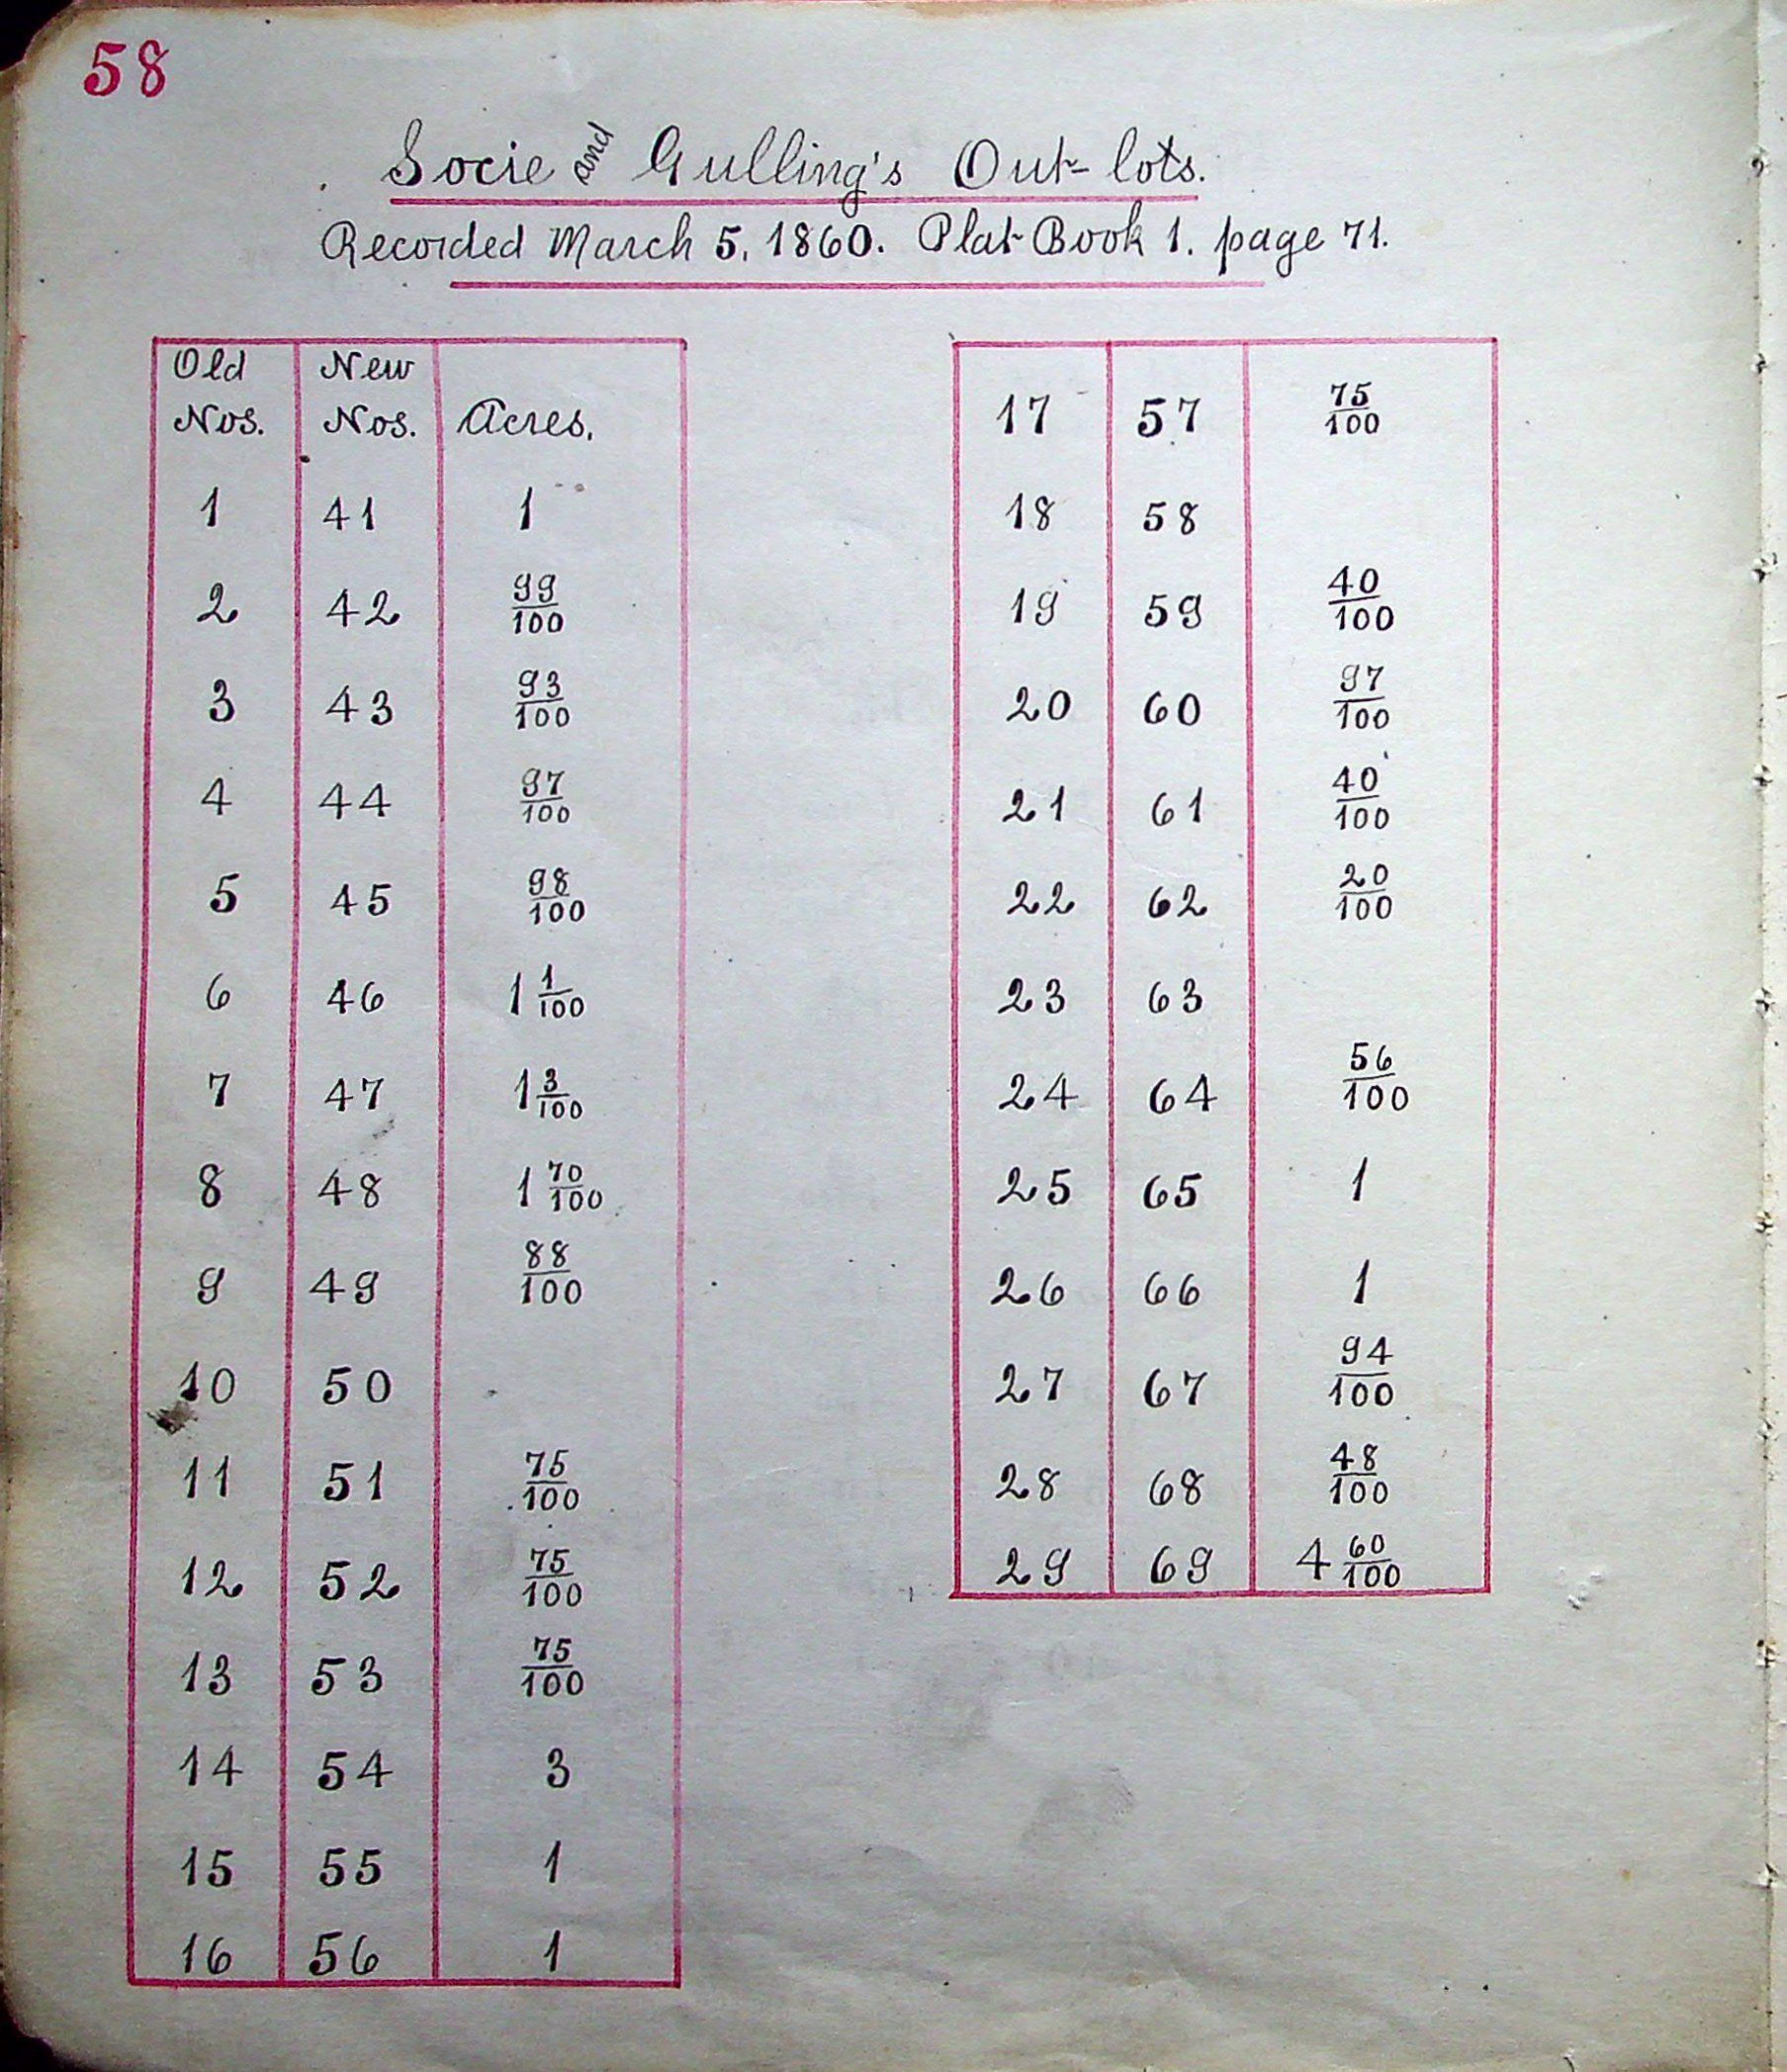 58
Socie and Gulling's Out-lots.
Recorded March 5, 1860. Plat Book 1. page 71.
Old Nos. New Nos. Acres.
1 41 1
2 42 99/100
3 43 93/100
4 44 97/100
5 45 98/100
6 46 1 1/100
7 47 1 3/100
8 48 1 70/100
9 49 88/100
10 50
11 51 75/100
12 52 75/100
13 53 75/100
14 54 3
15 55 1
16 56 1
17 57 75/100
18 58
19 59 40/100
20 60 97/100
21 61 40/100
22 62 20/100
23 63
24 64 56/100
25 65 1
26 66 1
27 67 94/100
28 68 48/100
29 69 4 60/100